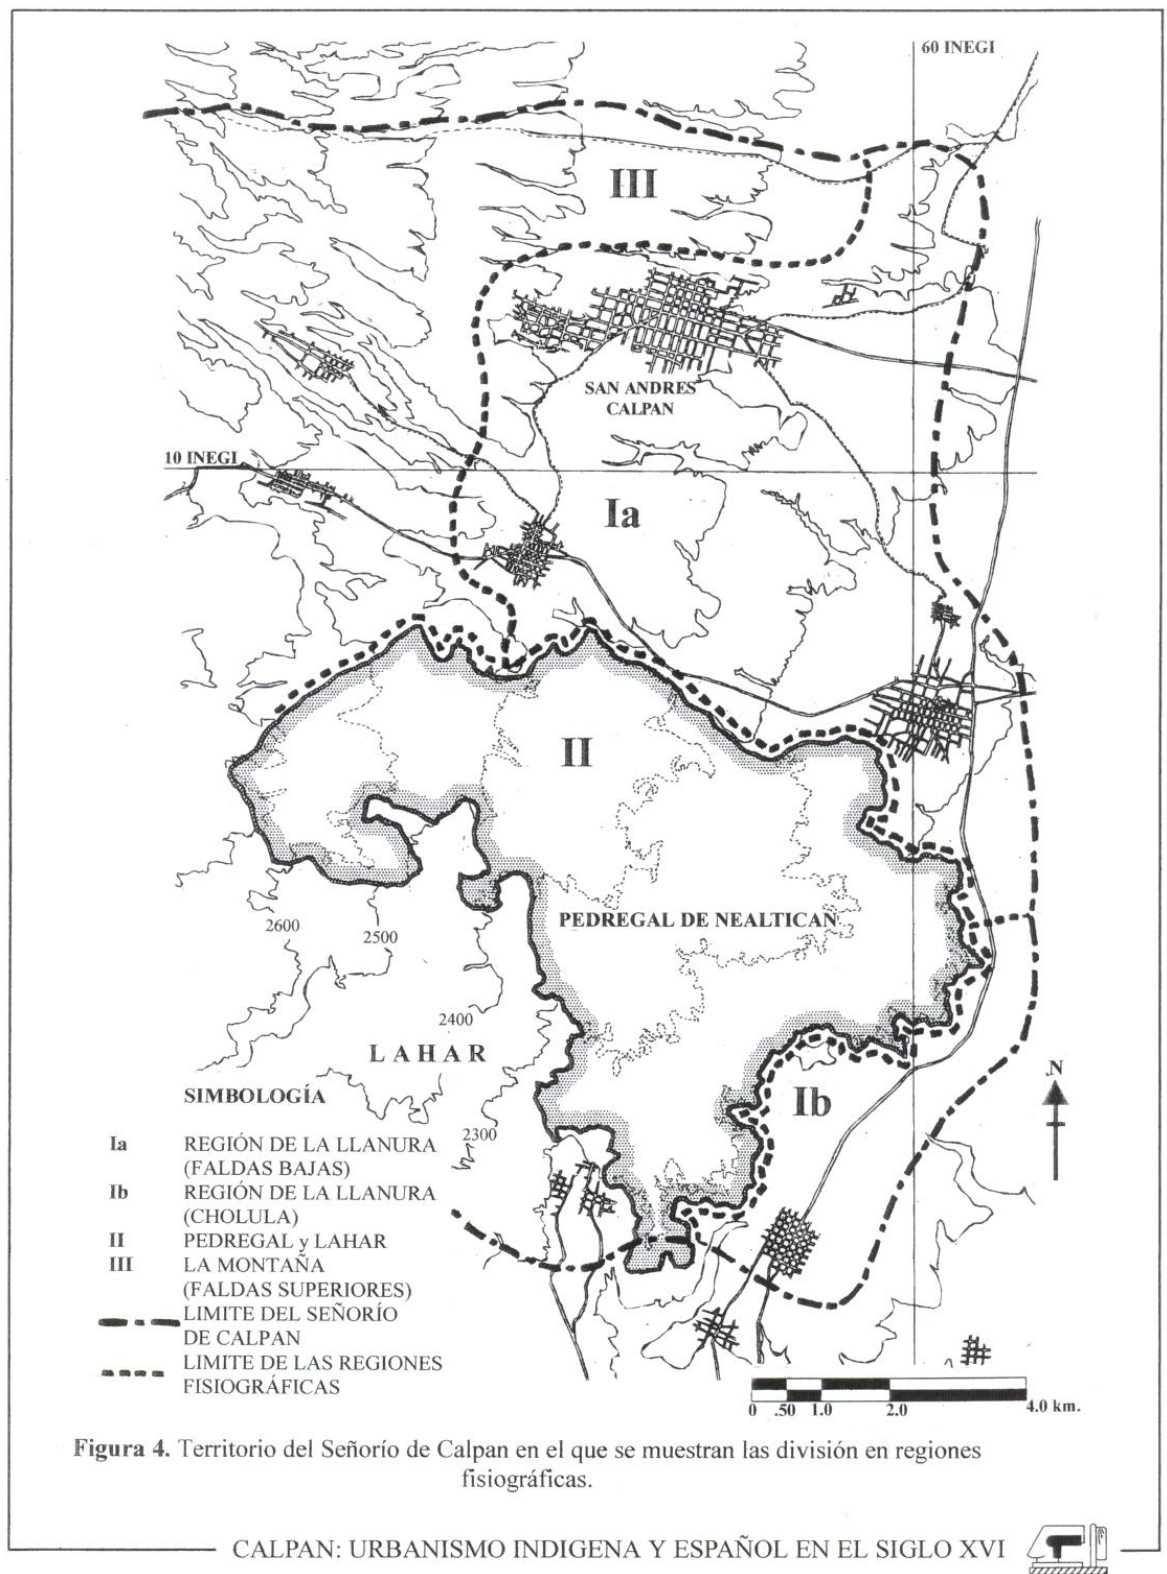 60 INEGI
III
SAN ANDRES
CALPAN
10 INEGI
Ia
II
PEDREGAL DE NEALTICAN
2600
2500
2400
LAHAR
N
Ib
2300
SIMBOLOGÍA
Ia REGIÓN DE LA LLANURA
(FALDAS BAJAS)
Ib REGIÓN DE LA LLANURA
(CHOLULA)
II PEDREGAL y LAHAR
III LA MONTAÑA
(FALDAS SUPERIORES)
LIMITE DEL SEÑORÍO
DE CALPAN
LIMITE DE LAS REGIONES
FISIOGRÁFICAS
0 .50 1.0 2.0 4.0 km.
Figura 4. Territorio del Señorío de Calpan en el que se muestran las división en regiones
fisiográficas.
CALPAN: URBANISMO INDIGENA Y ESPAÑOL EN EL SIGLO XVI